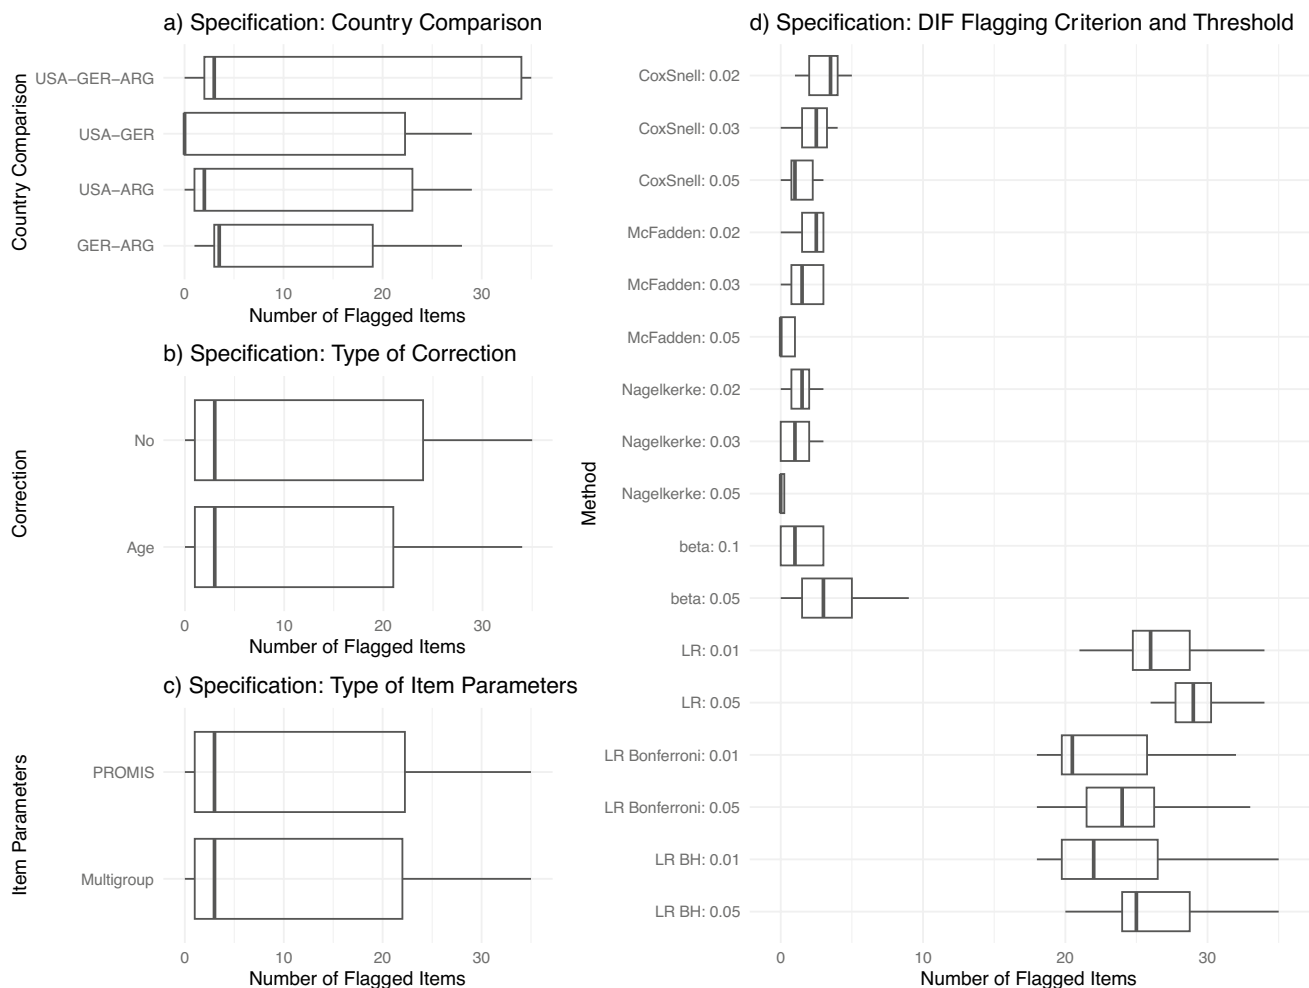 a) Specification: Country Comparison
Country Comparison
USA−GER−ARG
USA−GER
USA−ARG
GER−ARG
0 10 20 30
Number of Flagged Items
b) Specification: Type of Correction
Correction
No
Age
0 10 20 30
Number of Flagged Items
c) Specification: Type of Item Parameters
Item Parameters
PROMIS
Multigroup
0 10 20 30
Number of Flagged Items
d) Specification: DIF Flagging Criterion and Threshold
Method
CoxSnell: 0.02
CoxSnell: 0.03
CoxSnell: 0.05
McFadden: 0.02
McFadden: 0.03
McFadden: 0.05
Nagelkerke: 0.02
Nagelkerke: 0.03
Nagelkerke: 0.05
beta: 0.1
beta: 0.05
LR: 0.01
LR: 0.05
LR Bonferroni: 0.01
LR Bonferroni: 0.05
LR BH: 0.01
LR BH: 0.05
0 10 20 30
Number of Flagged Items